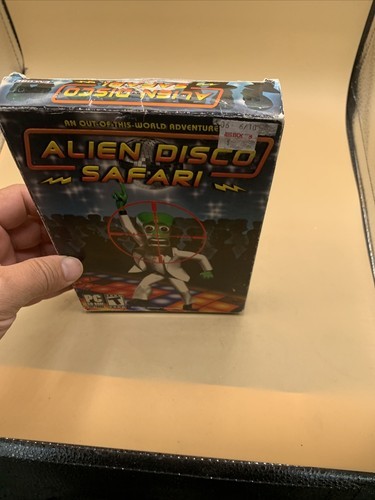 ALIEN DISCO
AN OUT-OF-THIS-WORLD ADVENTURE
ALIEN DISCO
SAFARI
PC